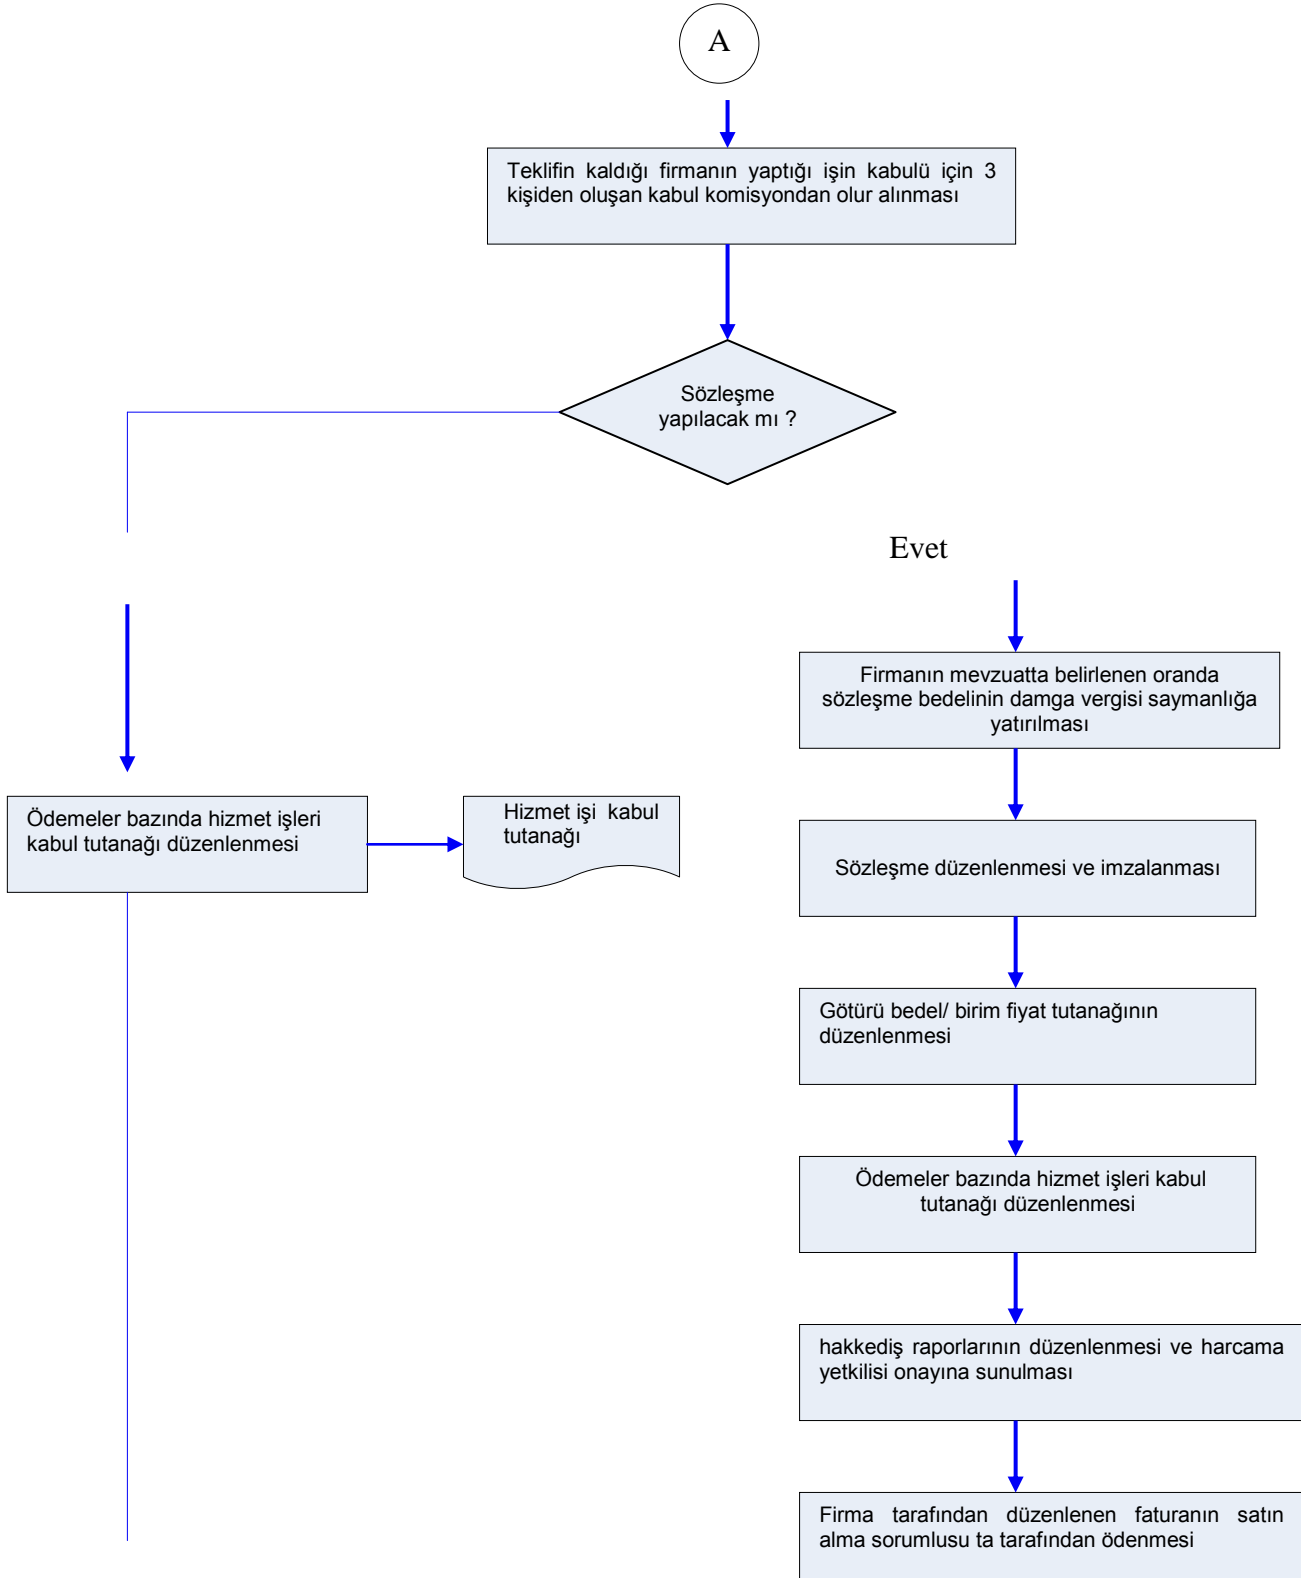 A
Teklifin kaldığı firmanın yaptığı işin kabulü için 3
kişiden oluşan kabul komisyondan olur alınması
Sözleşme
yapılacak mı ?
Evet
Firmanın mevzuatta belirlenen oranda
sözleşme bedelinin damga vergisi saymanlığa
yatırılması
Ödemeler bazında hizmet işleri
kabul tutanağı düzenlenmesi
Hizmet işi kabul
tutanağı
Sözleşme düzenlenmesi ve imzalanması
Götürü bedel/ birim fiyat tutanağının
düzenlenmesi
Ödemeler bazında hizmet işleri kabul
tutanağı düzenlenmesi
hakkediş raporlarının düzenlenmesi ve harcama
yetkilisi onayına sunulması
Firma tarafından düzenlenen faturanın satın
alma sorumlusu ta tarafından ödenmesi